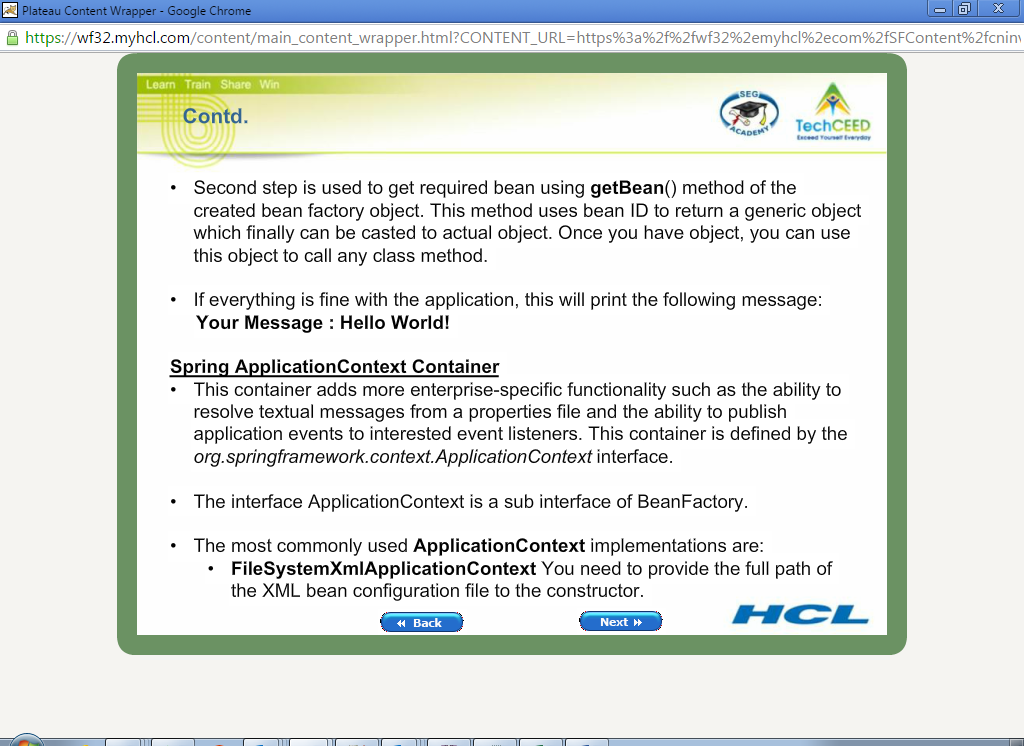 Plateau Content Wrapper - Google Chrome
https://wf32.myhcl.com/content/main_content_wrapper.html?CONTENT_URL=https%3a%2f%2fwf32%2emyhcl%2ecom%2fSFContent%2fcninv
Learn Train Share Win
Contd.
SEG
ACADEMY
TechCEED
Exceed Yourself Everyday
• Second step is used to get required bean using getBean() method of the
created bean factory object. This method uses bean ID to return a generic object
which finally can be casted to actual object. Once you have object, you can use
this object to call any class method.
• If everything is fine with the application, this will print the following message:
Your Message : Hello World!
Spring ApplicationContext Container
• This container adds more enterprise-specific functionality such as the ability to
resolve textual messages from a properties file and the ability to publish
application events to interested event listeners. This container is defined by the
org.springframework.context.ApplicationContext interface.
• The interface ApplicationContext is a sub interface of BeanFactory.
• The most commonly used ApplicationContext implementations are:
• FileSystemXmlApplicationContext You need to provide the full path of
the XML bean configuration file to the constructor.
Back
Next
HCL